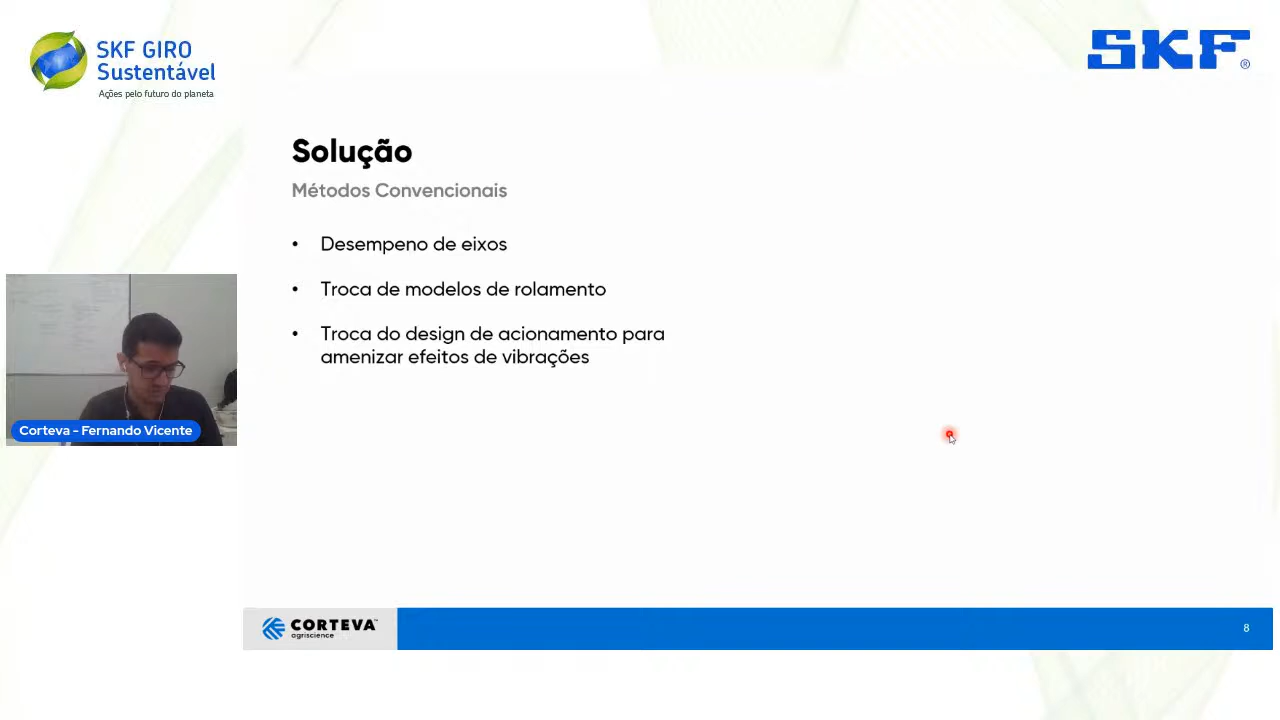 SKF GIRO
Sustentável
Ações pelo futuro do planeta
SKF
®
Solução
Métodos Convencionais
• Desempeno de eixos
• Troca de modelos de rolamento
• Troca do design de acionamento para
amenizar efeitos de vibrações
Corteva - Fernando Vicente
CORTEVA™
agriscience
8